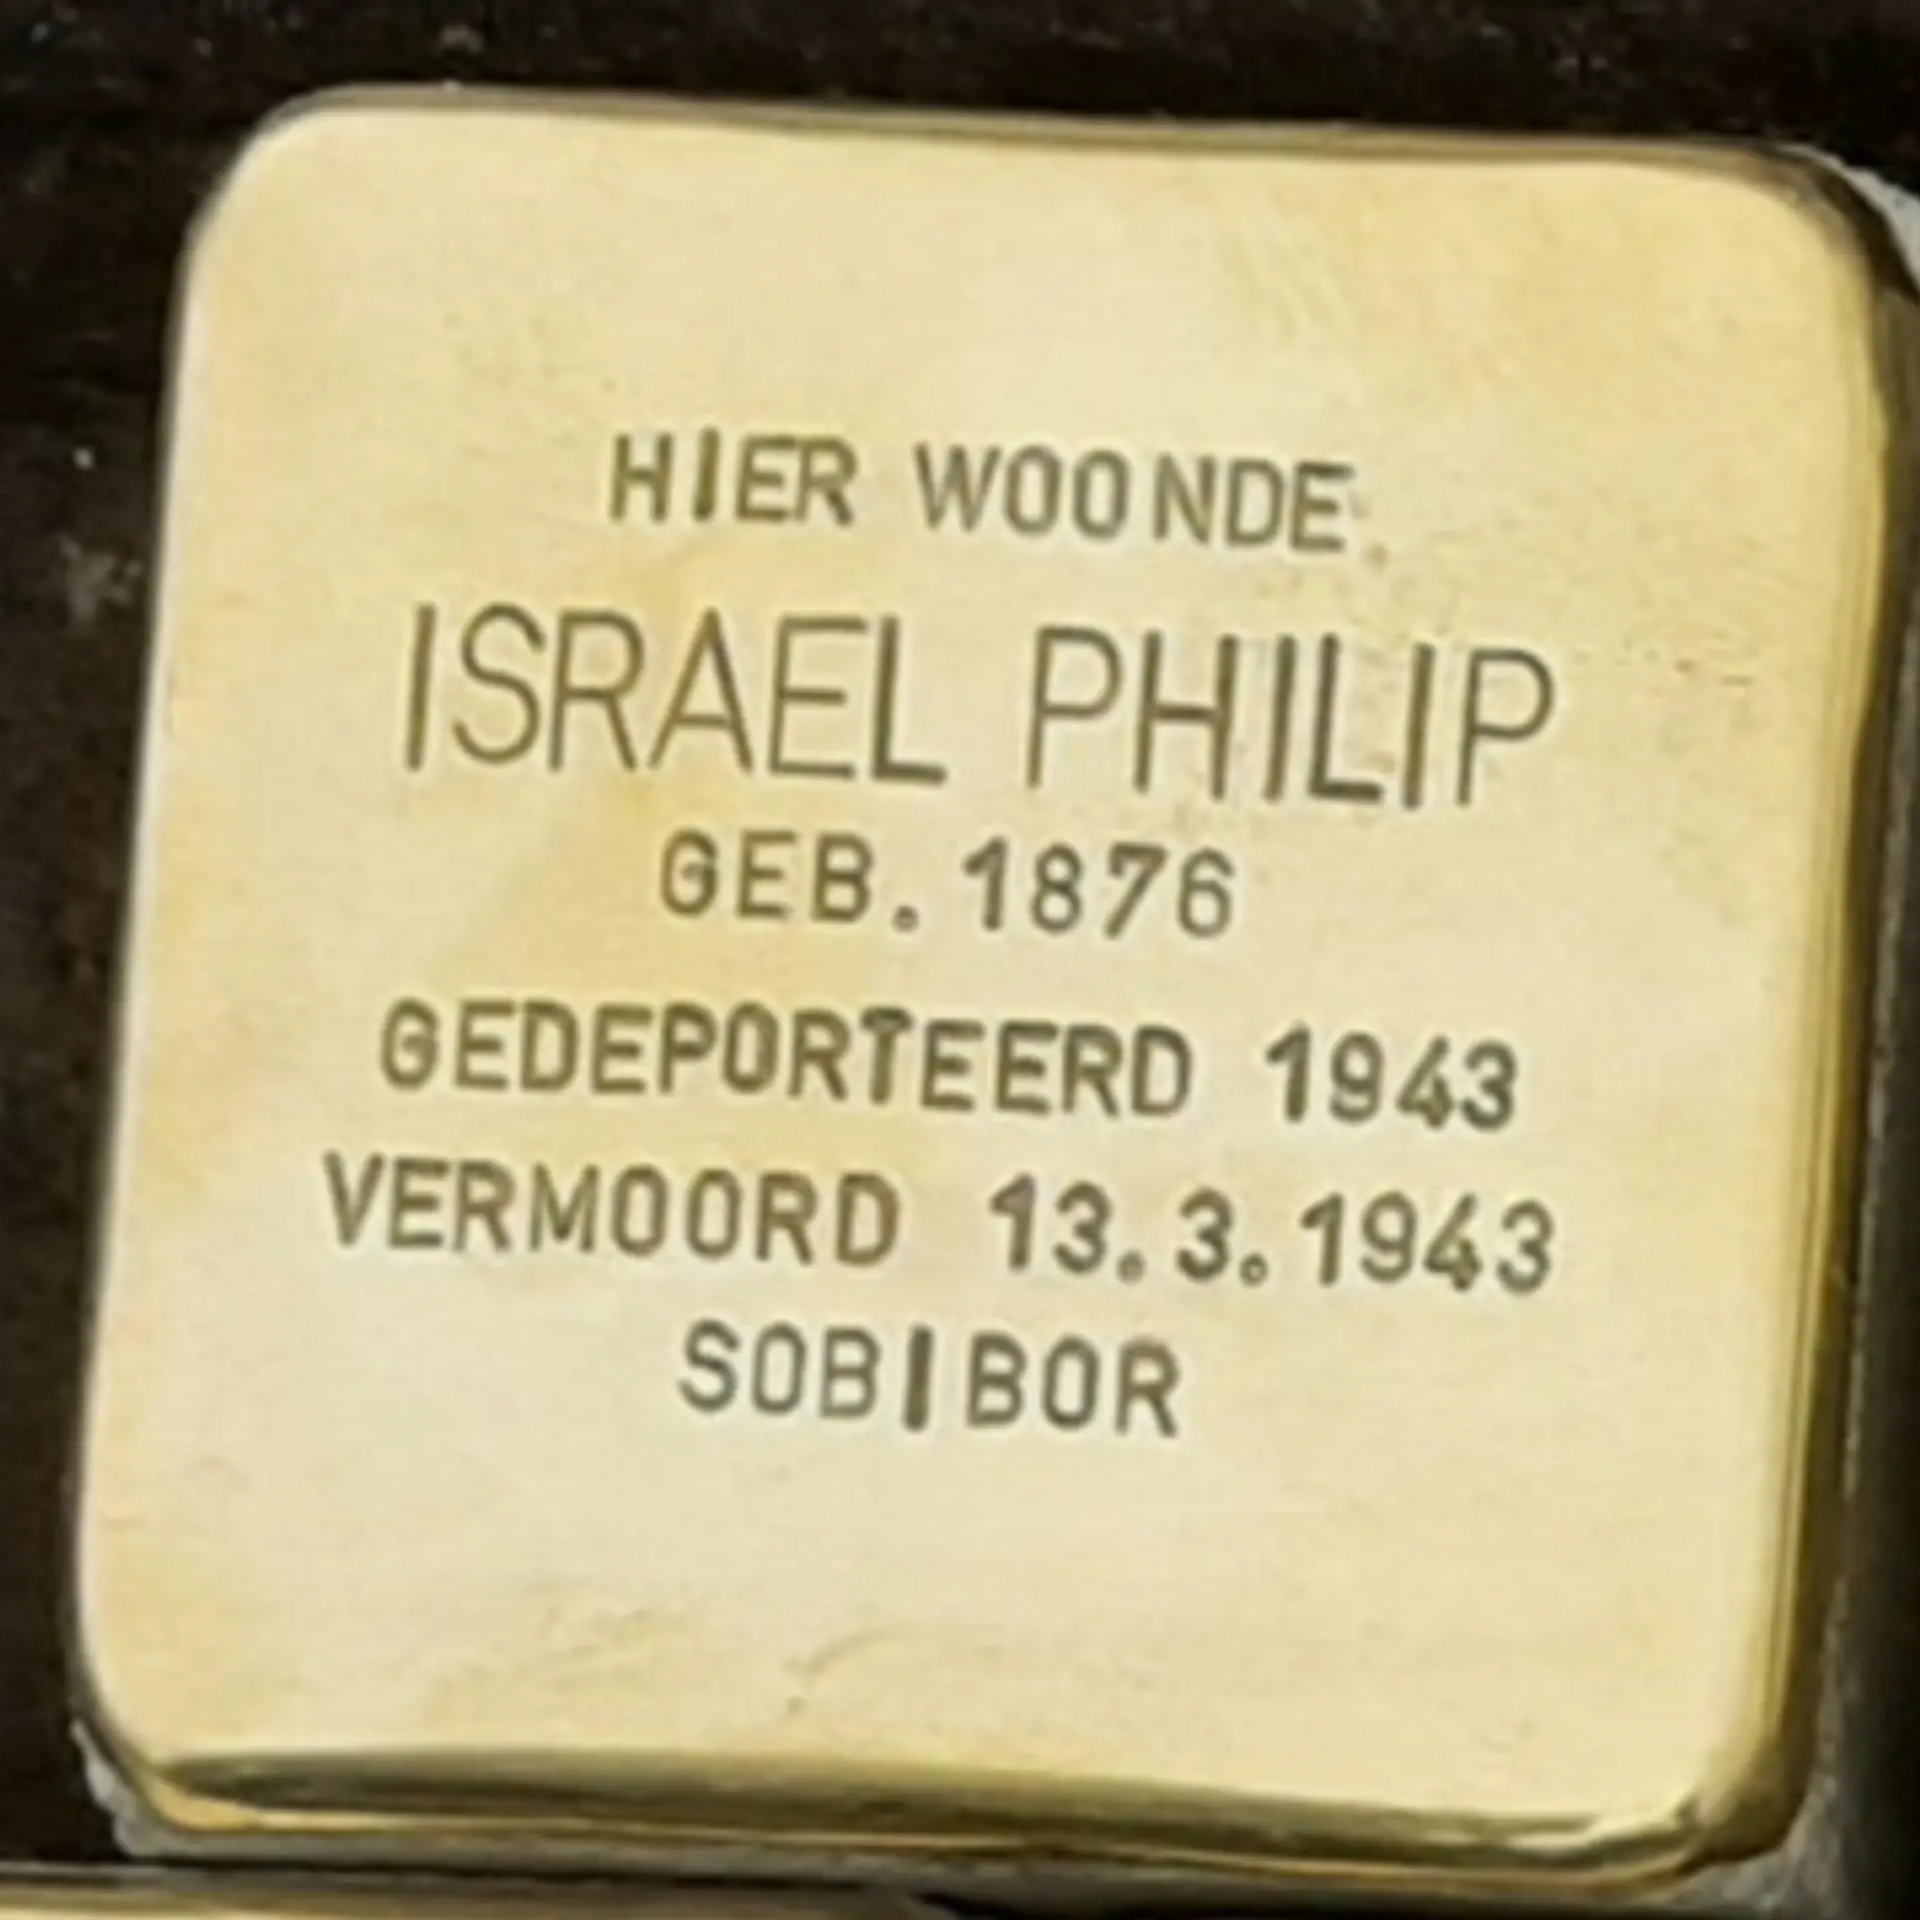 HIER WOONDE
ISRAEL PHILIP
GEB. 1876
GEDEPORTEERD 1943
VERMOORD 13.3.1943
SOBIBOR